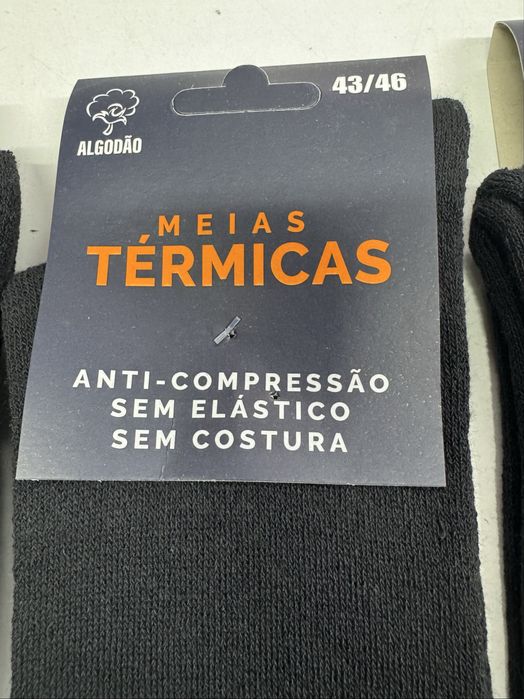 43/46
ALGODÃO
MEIAS
TÉRMICAS
ANTI-COMPRESSÃO
SEM ELÁSTICO
SEM COSTURA